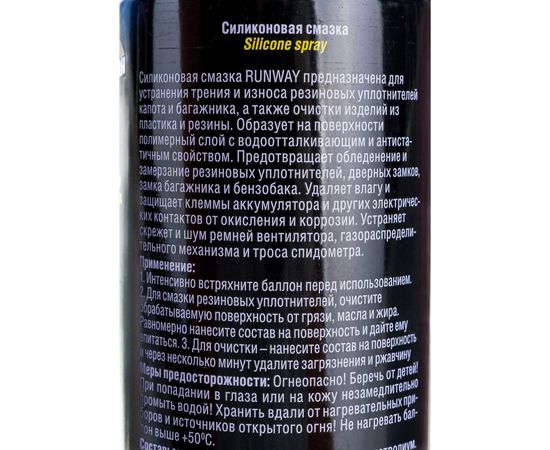 Силиконовая смазка
Silicone spray
Силиконовая смазка RUNWAY предназначена для
устранения трения и износа резиновых уплотнителей
капота и багажника, а также очистки изделий из
пластика и резины. Образует на поверхности
полимерный слой с водоотталкивающим и антиста-
тичным свойством. Предотвращает обледенение и
замерзание резиновых уплотнителей, дверных замков,
замка багажника и бензобака. Удаляет влагу и
защищает клеммы аккумулятора и других электричес-
ких контактов от окисления и коррозии. Устраняет
скрежет и шум ремней вентилятора, газораспредели-
тельного механизма и троса спидометра.
Применение:
1. Интенсивно встряхните баллон перед использованием.
2. Для смазки резиновых уплотнителей, очистите
обрабатываемую поверхность от грязи, масла и жира.
Равномерно нанесите состав на поверхность и дайте ему
впитаться. 3. Для очистки – нанесите состав на поверхность
и через несколько минут удалите загрязнения и ржавчину
Меры предосторожности: Огнеопасно! Беречь от детей!
При попадании в глаза или на кожу незамедлительно
промыть водой! Хранить вдали от нагревательных при-
боров и источников открытого огня! Не нагревать бал-
лон выше +50ºС.